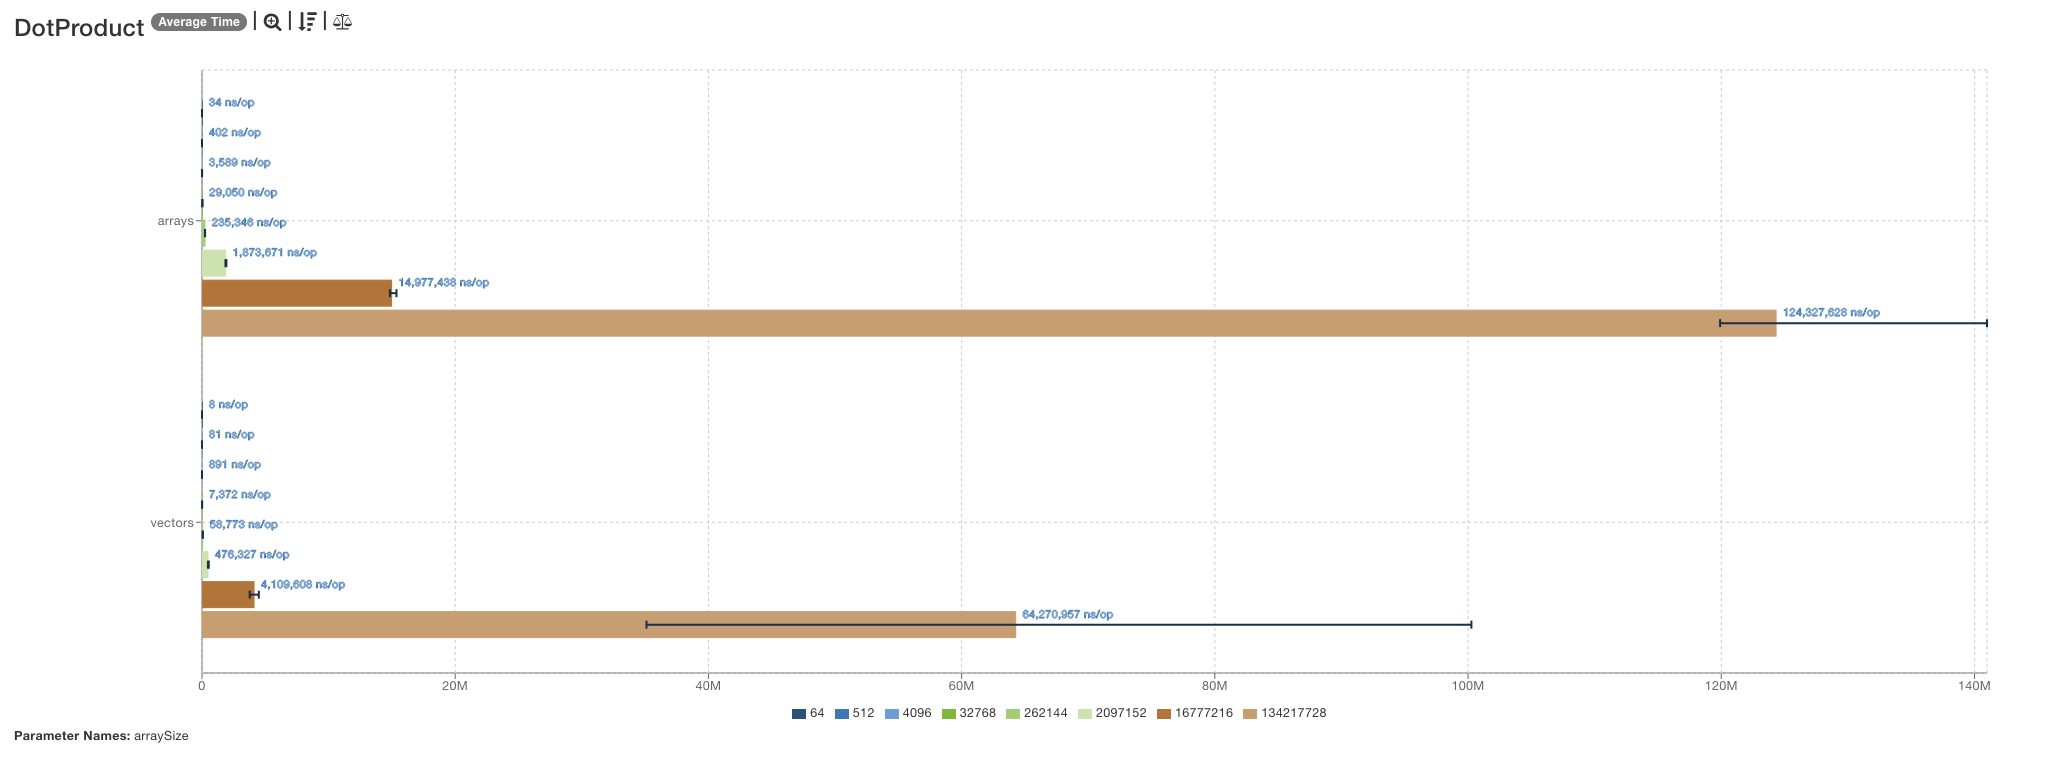 DotProduct Average Time
34 ns/op
402 ns/op
3,589 ns/op
29,050 ns/op
arrays
235,346 ns/op
1,873,671 ns/op
14,977,438 ns/op
124,327,628 ns/op
8 ns/op
81 ns/op
891 ns/op
7,372 ns/op
vectors
58,773 ns/op
476,327 ns/op
4,109,608 ns/op
64,270,957 ns/op
0 20M 40M 60M 80M 100M 120M 140M
64 512 4096 32768 262144 2097152 16777216 134217728
Parameter Names: arraySize